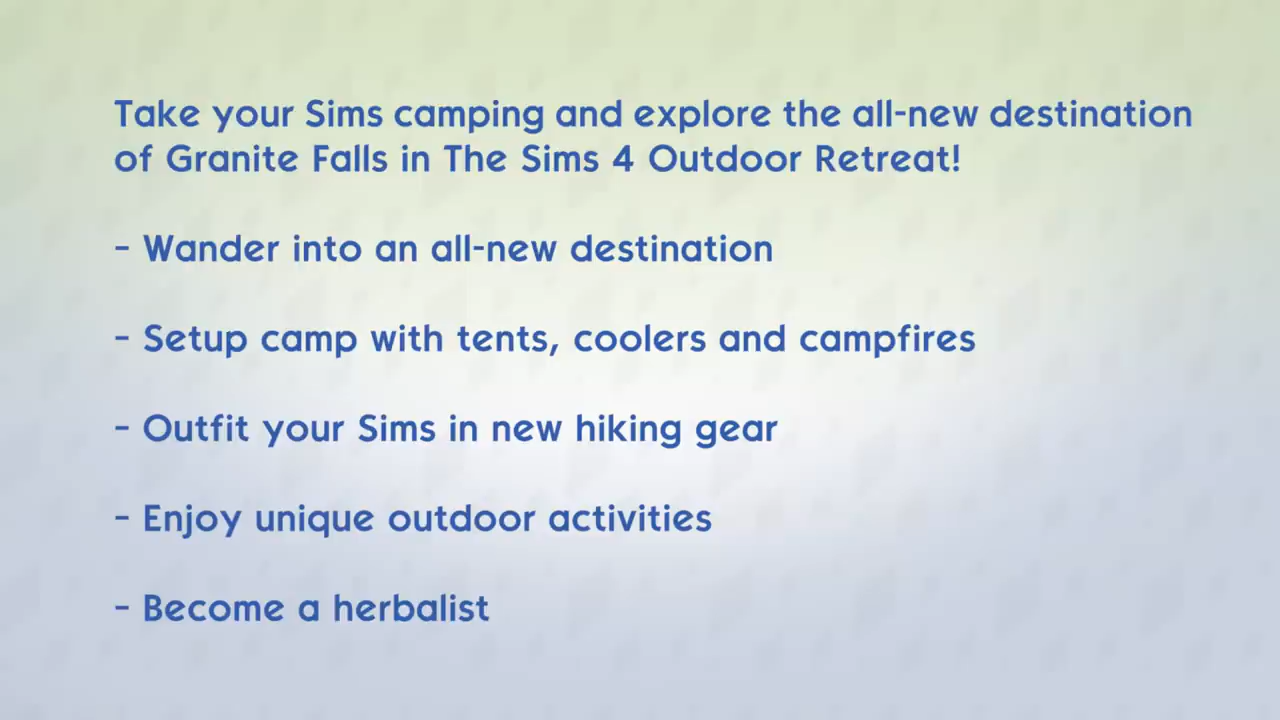 Take your Sims camping and explore the all-new destination
of Granite Falls in The Sims 4 Outdoor Retreat!
- Wander into an all-new destination
- Setup camp with tents, coolers and campfires
- Outfit your Sims in new hiking gear
- Enjoy unique outdoor activities
- Become a herbalist